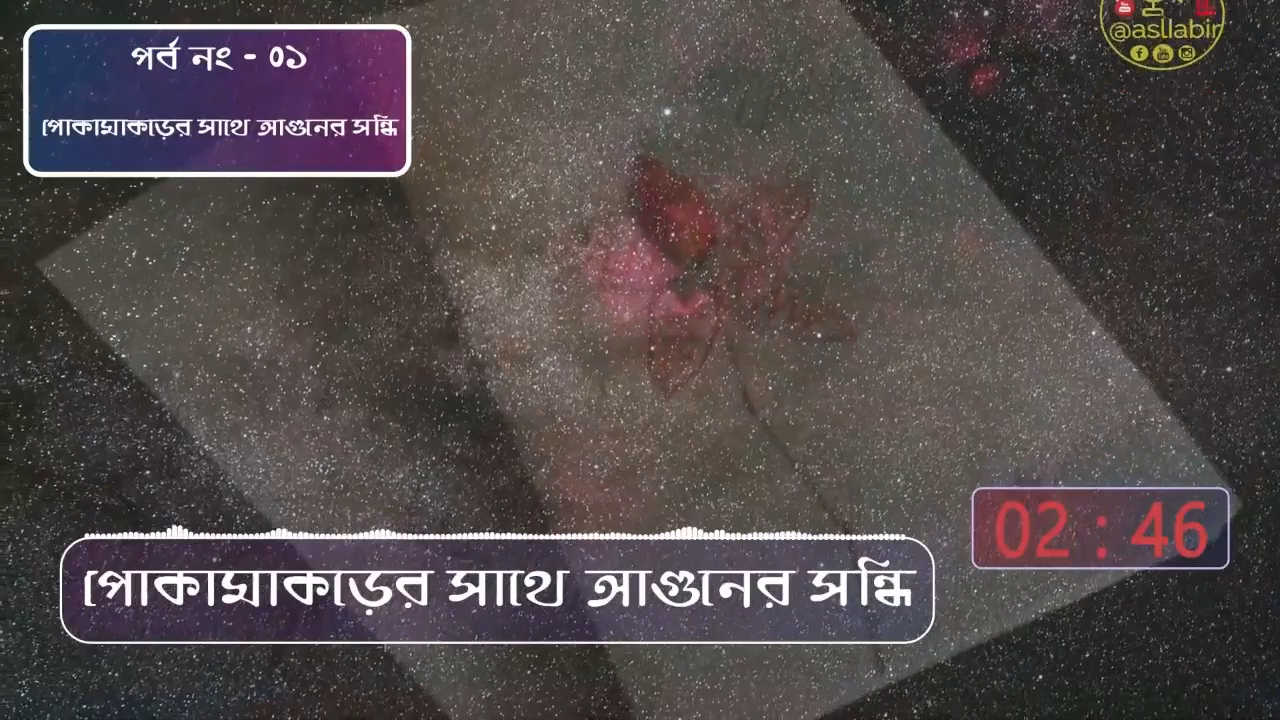 পর্ব নং - ০১
পোকামাকড়ের সাথে আগুনের সন্ধি
@asllabir
02 : 46
পোকামাকড়ের সাথে আগুনের সন্ধি